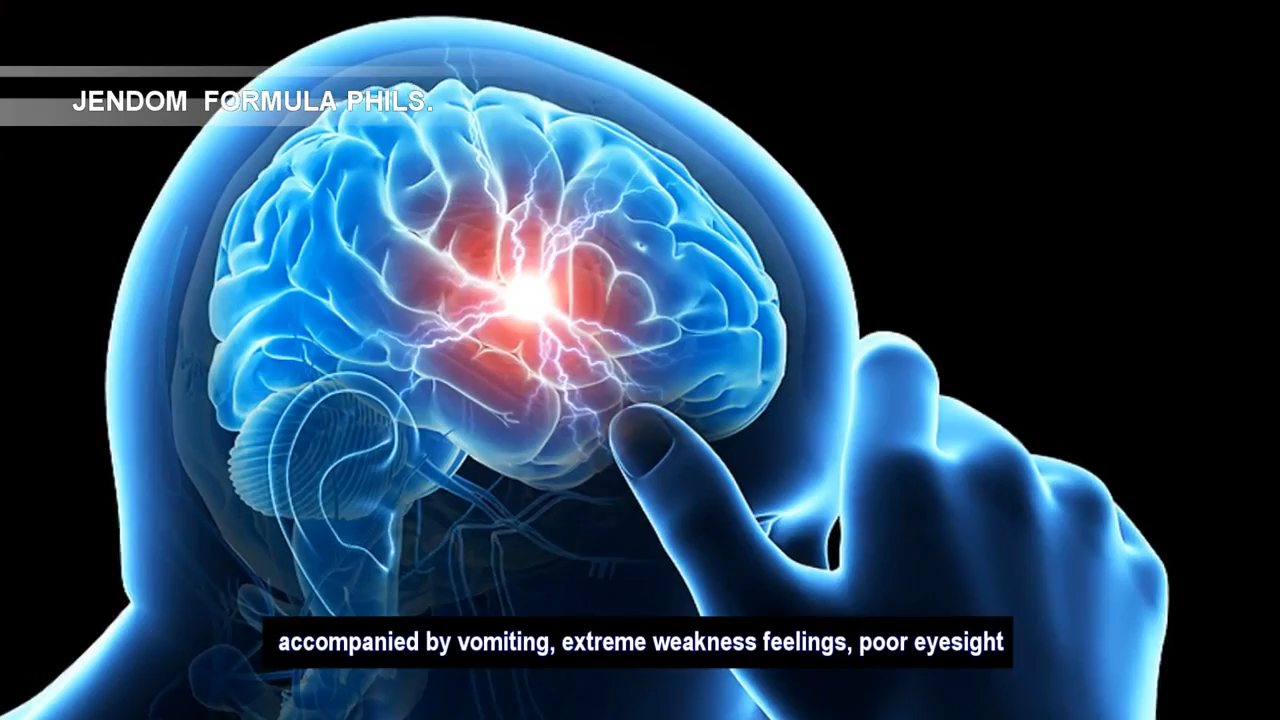 JENDOM FORMULA PHILS.
accompanied by vomiting, extreme weakness feelings, poor eyesight